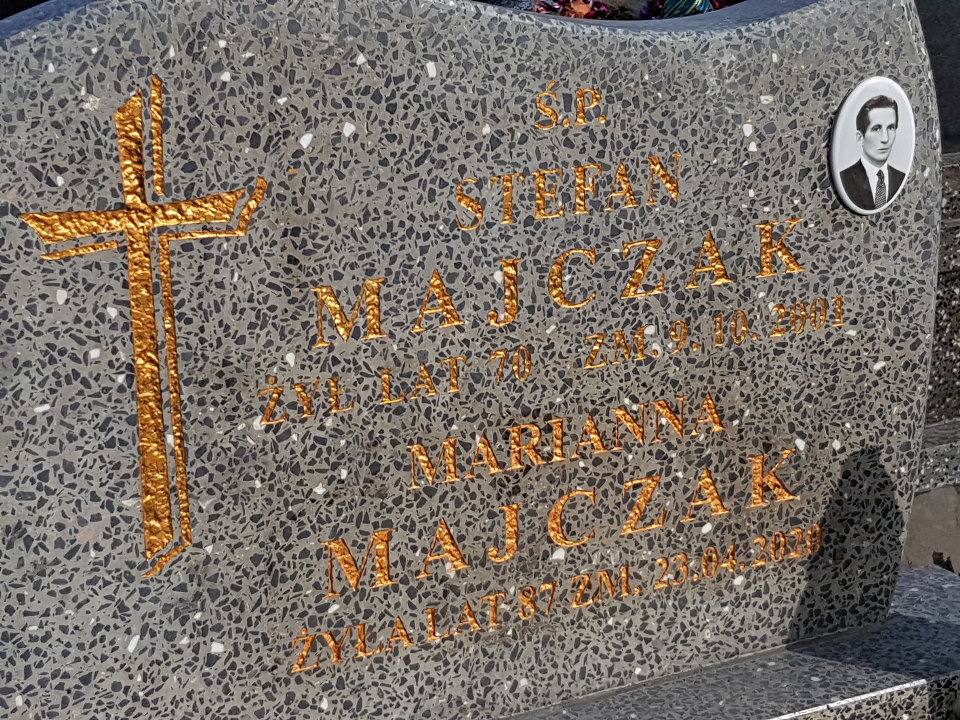 Ś.P.
STEFAN
MAJCZAK
ŻYŁ LAT 70 ZM. 9. 10. 2001
MARIANNA
MAJCZAK
ŻYŁA LAT 87 ZM. 23.04.2020